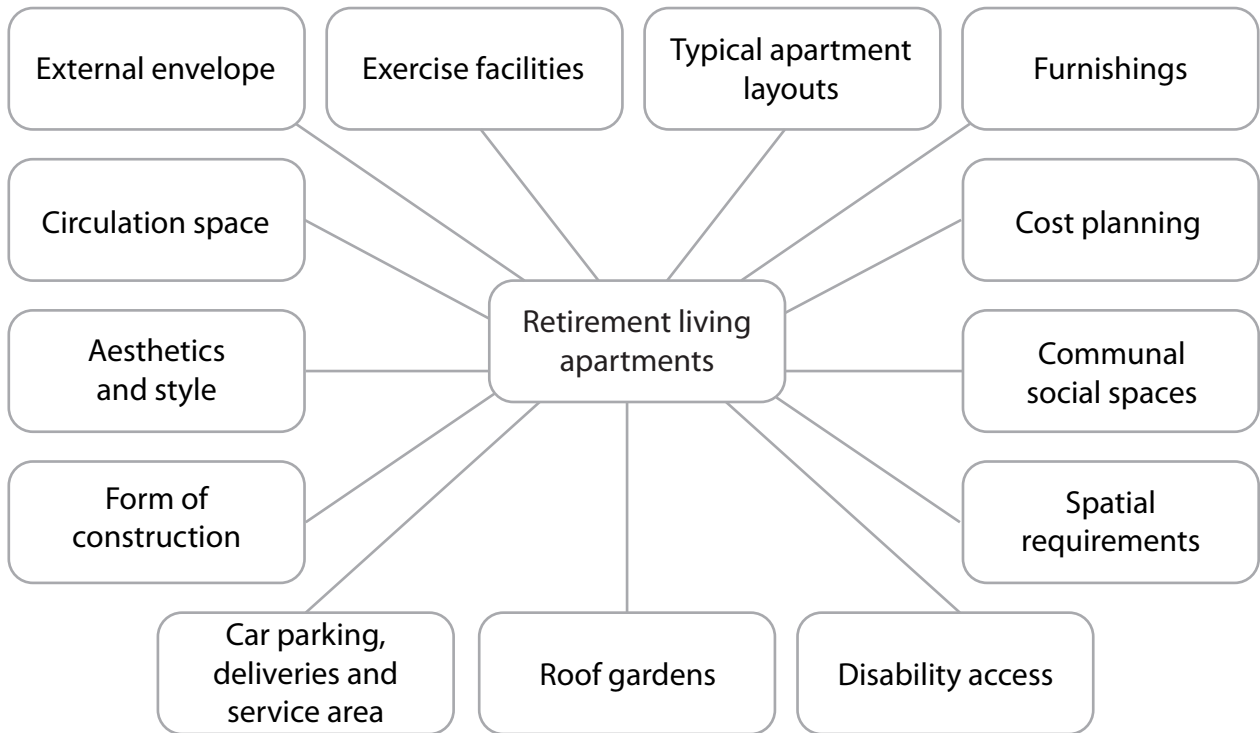 External envelope
Exercise facilities
Typical apartment
layouts
Furnishings
Circulation space
Cost planning
Retirement living
apartments
Aesthetics
and style
Communal
social spaces
Form of
construction
Spatial
requirements
Car parking,
deliveries and
service area
Roof gardens
Disability access